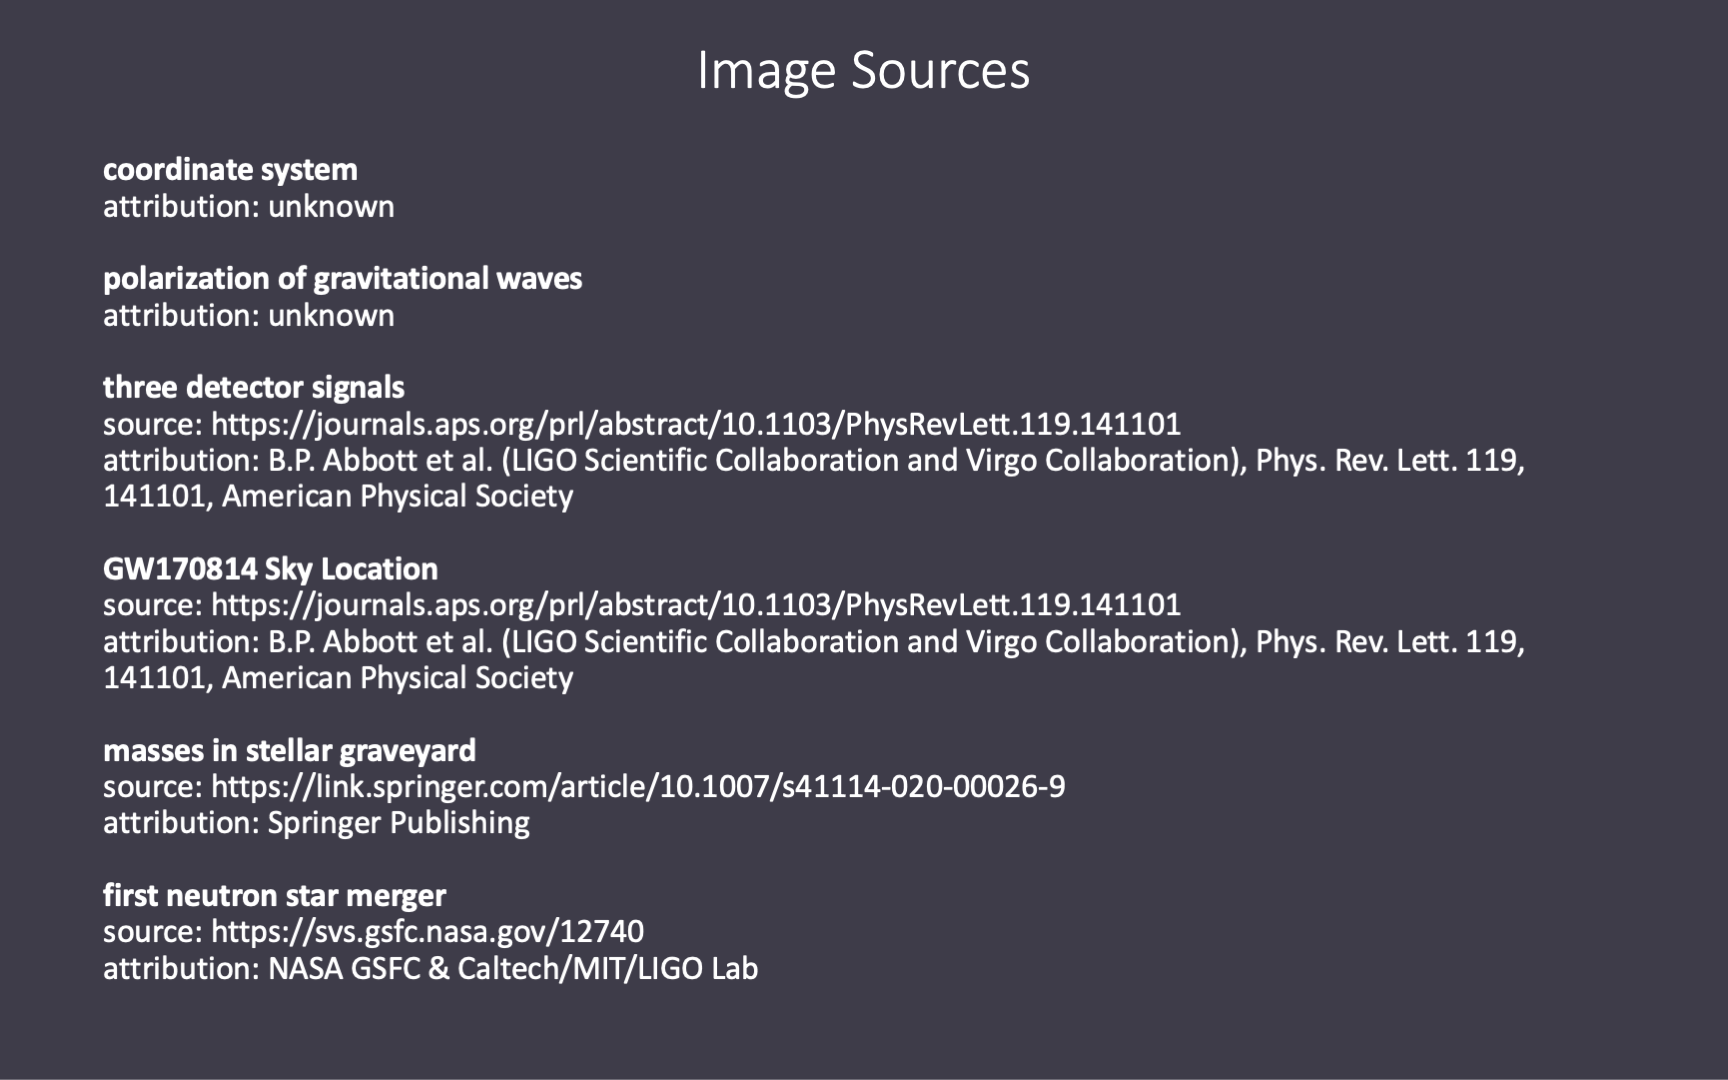 Image Sources
coordinate system
attribution: unknown
polarization of gravitational waves
attribution: unknown
three detector signals
source: https://journals.aps.org/prl/abstract/10.1103/PhysRevLett.119.141101
attribution: B.P. Abbott et al. (LIGO Scientific Collaboration and Virgo Collaboration), Phys. Rev. Lett. 119,
141101, American Physical Society
GW170814 Sky Location
source: https://journals.aps.org/prl/abstract/10.1103/PhysRevLett.119.141101
attribution: B.P. Abbott et al. (LIGO Scientific Collaboration and Virgo Collaboration), Phys. Rev. Lett. 119,
141101, American Physical Society
masses in stellar graveyard
source: https://link.springer.com/article/10.1007/s41114-020-00026-9
attribution: Springer Publishing
first neutron star merger
source: https://svs.gsfc.nasa.gov/12740
attribution: NASA GSFC & Caltech/MIT/LIGO Lab